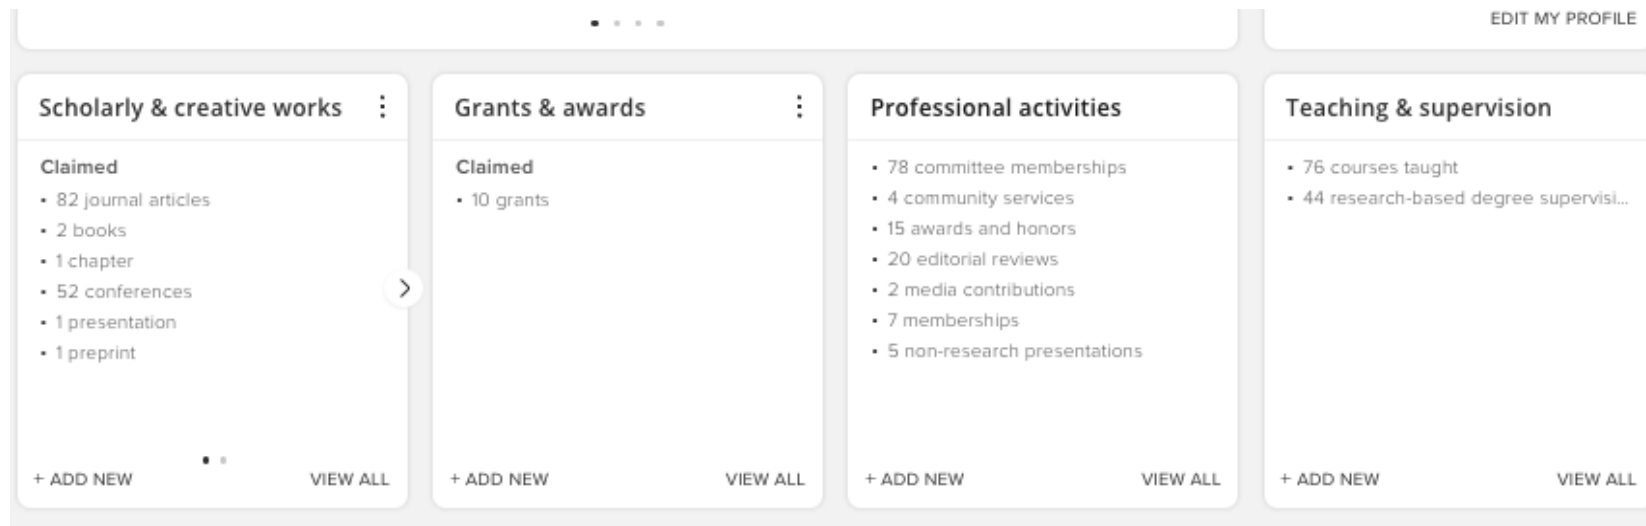 EDIT MY PROFILE
Scholarly & creative works
Claimed
• 82 journal articles
• 2 books
• 1 chapter
• 52 conferences
• 1 presentation
• 1 preprint
+ ADD NEW
VIEW ALL
Grants & awards
Claimed
• 10 grants
+ ADD NEW
VIEW ALL
Professional activities
• 78 committee memberships
• 4 community services
• 15 awards and honors
• 20 editorial reviews
• 2 media contributions
• 7 memberships
• 5 non-research presentations
+ ADD NEW
VIEW ALL
Teaching & supervision
• 76 courses taught
• 44 research-based degree supervisi...
+ ADD NEW
VIEW ALL